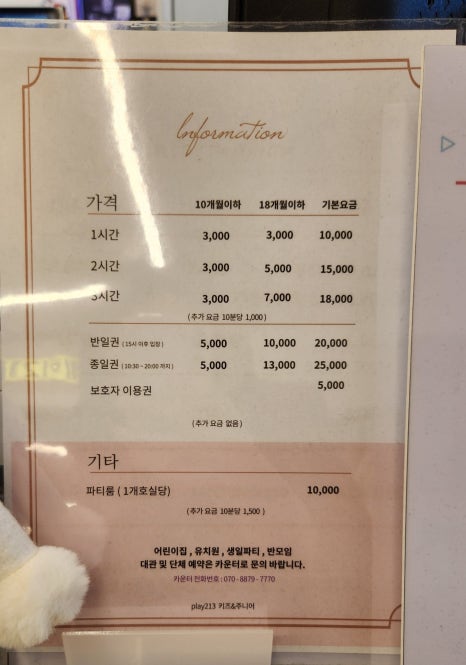 Information
가격 10개월이하 18개월이하 기본요금
1시간 3,000 3,000 10,000
2시간 3,000 5,000 15,000
3시간 3,000 7,000 18,000
(추가 요금 10분당 1,000)
반일권 (15시 이후 입장) 5,000 10,000 20,000
종일권 (10:30 ~ 20:00 까지) 5,000 13,000 25,000
보호자 이용권 5,000
(추가 요금 없음)
기타
파티룸 ( 1개호실당) 10,000
(추가 요금 10분당 1,500 )
어린이집 , 유치원 , 생일파티 , 반모임
대관 및 단체 예약은 카운터로 문의 바랍니다.
카운터 전화번호 : 070 - 8879 - 7770
play213 키즈&주니어